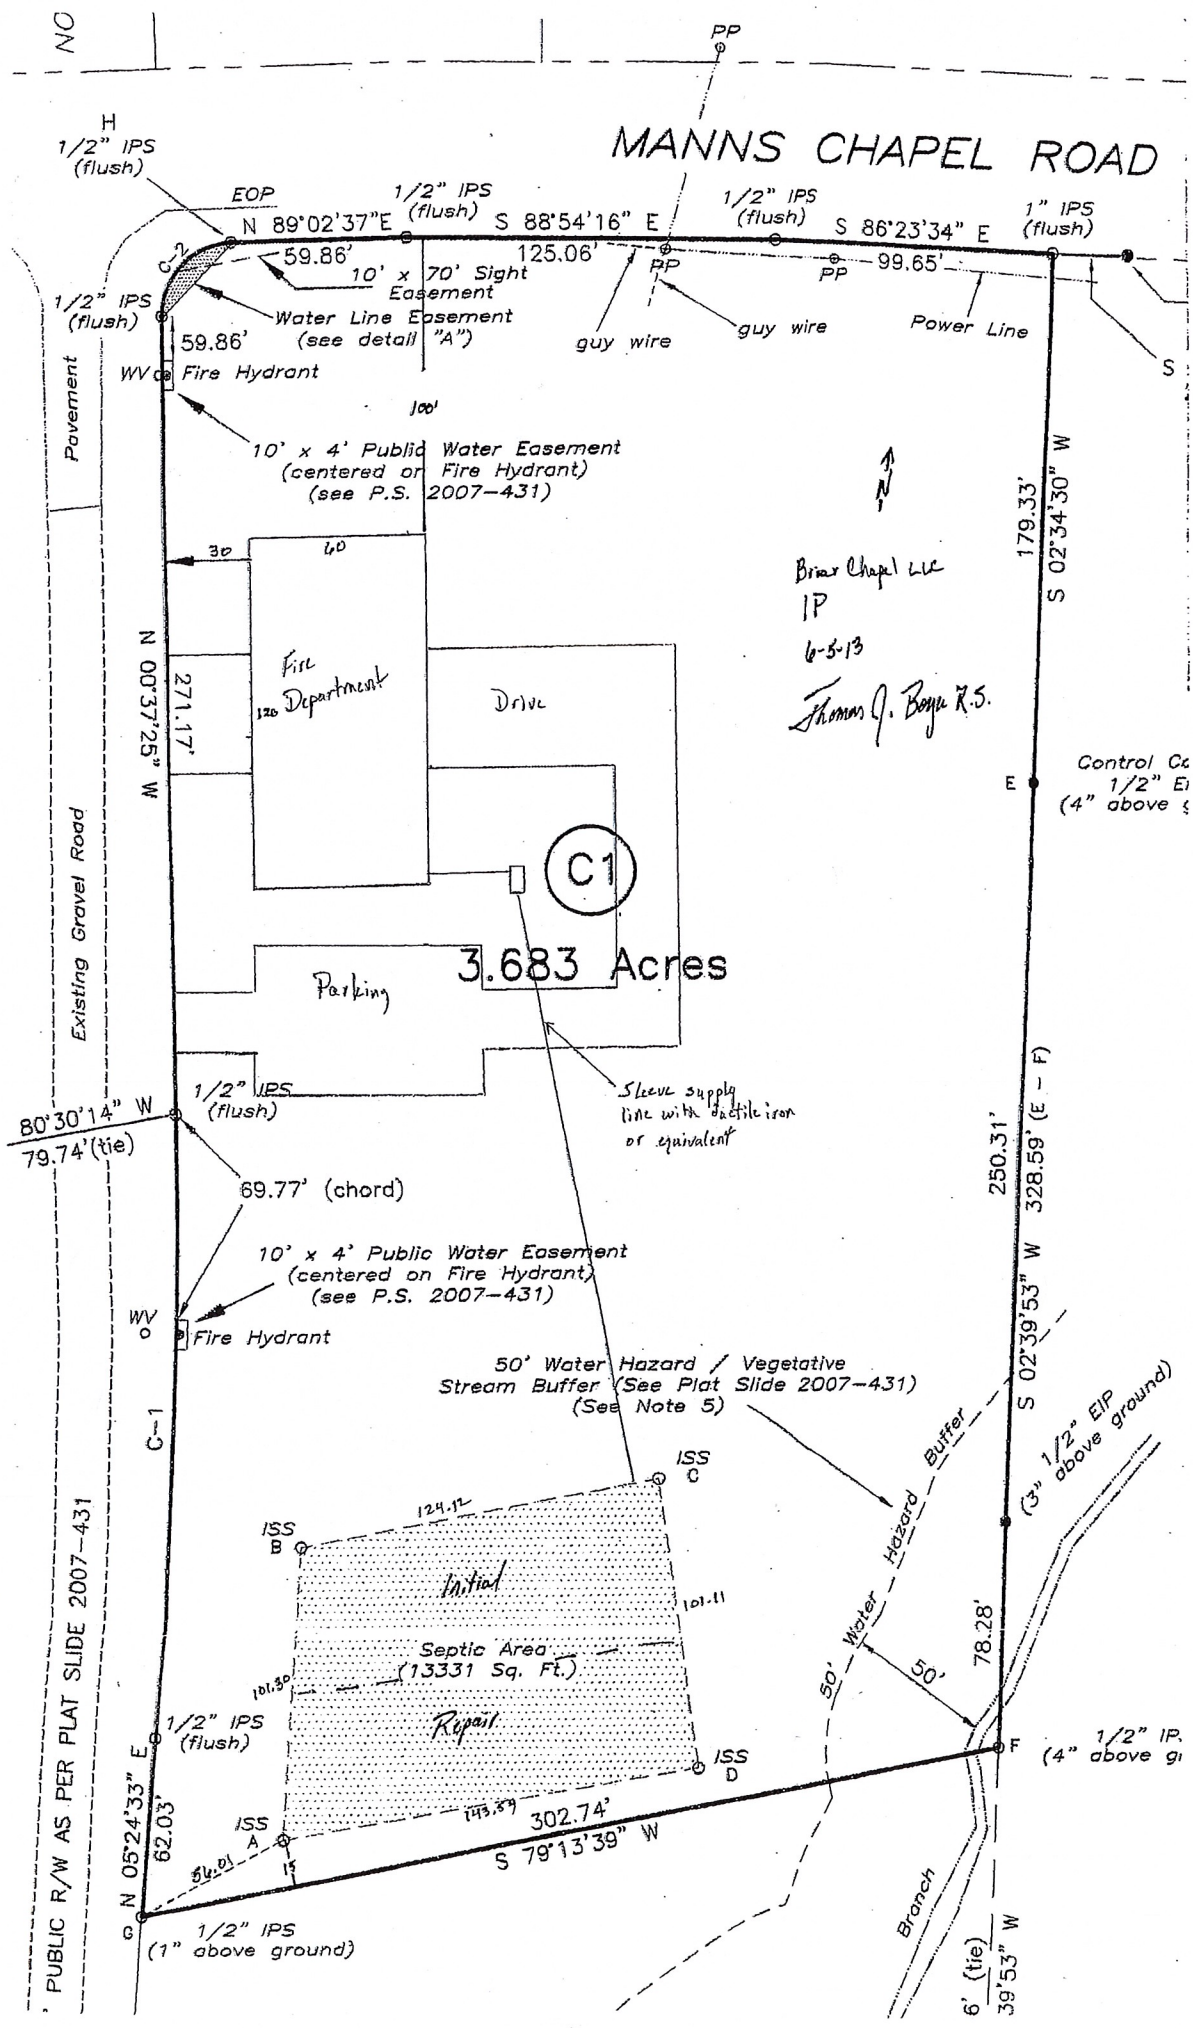 NO
PP
H
1/2" IPS
(flush)
MANNS CHAPEL ROAD
EOP
N 89°02'37"E
59.86'
1/2" IPS
(flush)
S 88°54'16" E
125.06'
1/2" IPS
(flush)
S 86°23'34" E
99.65'
1" IPS
(flush)
C-2
10' x 70' Sight
Easement
PP
PP
1/2" IPS
(flush)
Water Line Easement
(see detail "A")
guy wire
guy wire
Power Line
S
59.86'
WV
Fire Hydrant
Pavement
100'
10' x 4' Public Water Easement
(centered on Fire Hydrant)
(see P.S. 2007-431)
N
179.33'
S 02°34'30" W
30
60
Briar Chapel LLC
IP
6-5-13
Thomas J. Boyce R.S.
N 00°37'25" W
271.17'
Fire
Department
120
Drive
E
Control Co
1/2" EI
(4" above g
C1
3.683 Acres
Existing Gravel Road
Parking
Sleeve supply
line with ductile iron
or equivalent
1/2" IPS
(flush)
80°30'14" W
79.74'(tie)
69.77' (chord)
250.31'
328.59' (E - F)
S 02°39'53" W
10' x 4' Public Water Easement
(centered on Fire Hydrant)
(see P.S. 2007-431)
WV
Fire Hydrant
50' Water Hazard / Vegetative
Stream Buffer (See Plat Slide 2007-431)
(See Note 5)
C-1
50' Water Hazard Buffer
1/2" EIP
(3" above ground)
ISS
C
124.12
ISS
B
Initial
101.11
Septic Area
(13331 Sq. Ft.)
101.30
Repair
50'
78.28'
1/2" IPS
(flush)
ISS
D
F
1/2" IP.
(4" above gr
143.59
302.74'
S 79°13'39" W
ISS
A
56.01
15
N 05°24'33" E
62.03'
G
1/2" IPS
(1" above ground)
' PUBLIC R/W AS PER PLAT SLIDE 2007-431
Branch
6' (tie)
39'53" W